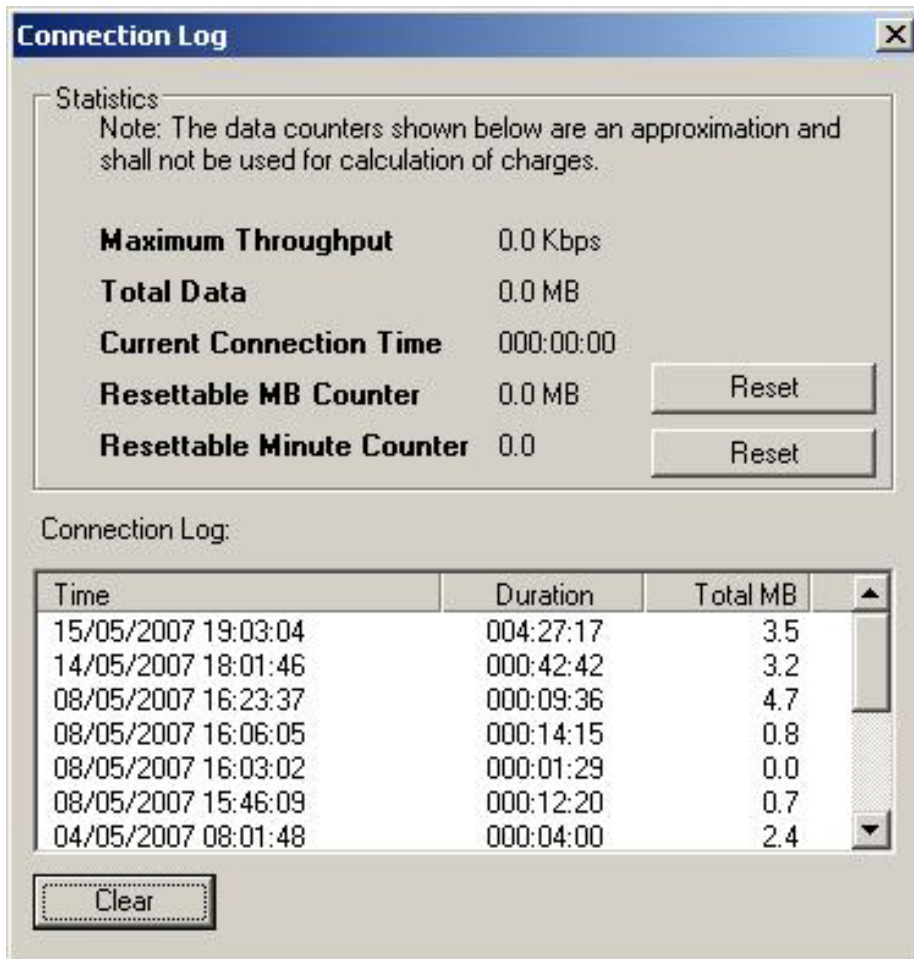 Connection Log
Statistics
Note: The data counters shown below are an approximation and
shall not be used for calculation of charges.
Maximum Throughput 0.0 Kbps
Total Data 0.0 MB
Current Connection Time 000:00:00
Resettable MB Counter 0.0 MB Reset
Resettable Minute Counter 0.0 Reset
Connection Log:
Time Duration Total MB
15/05/2007 19:03:04 004:27:17 3.5
14/05/2007 18:01:46 000:42:42 3.2
08/05/2007 16:23:37 000:09:36 4.7
08/05/2007 16:06:05 000:14:15 0.8
08/05/2007 16:03:02 000:01:29 0.0
08/05/2007 15:46:09 000:12:20 0.7
04/05/2007 08:01:48 000:04:00 2.4
Clear